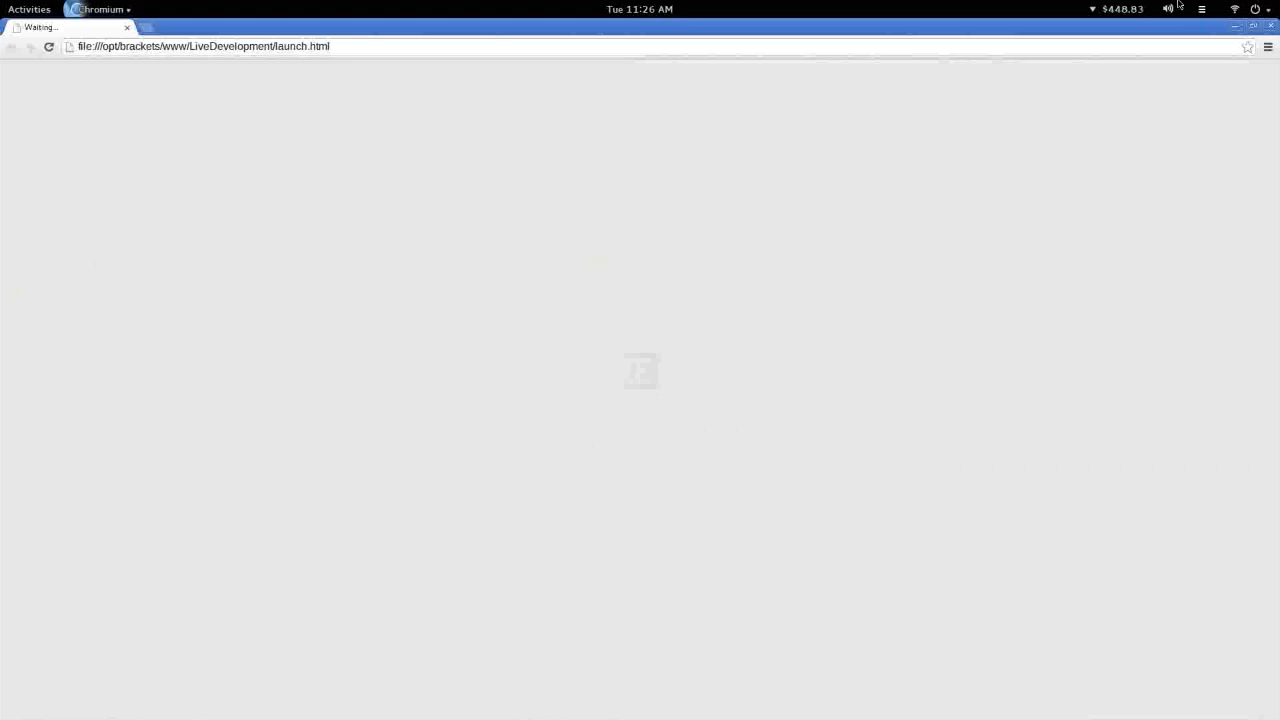 Activities Chromium Tue 11:26 AM $448.83
Waiting...
file:///opt/brackets/www/LiveDevelopment/launch.html